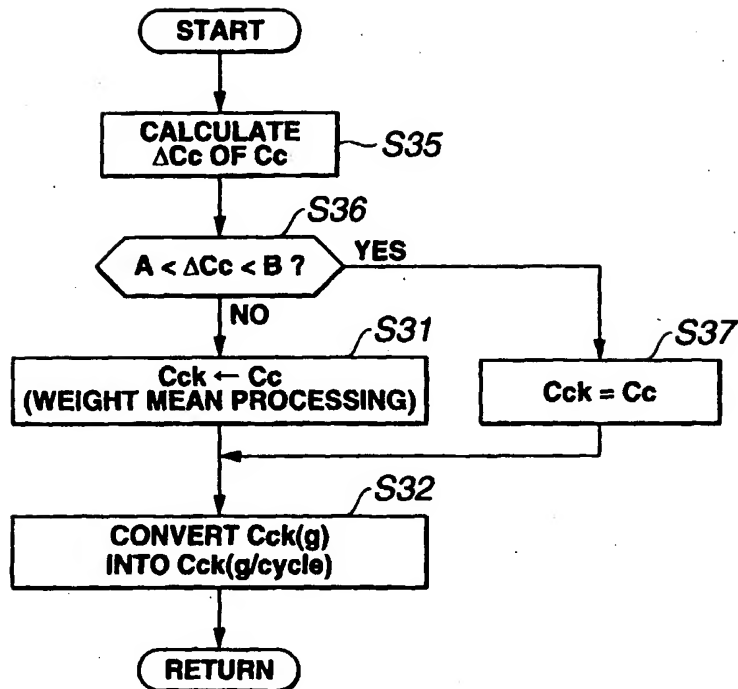 START
CALCULATE
ΔCc OF Cc
S35
S36
A < ΔCc < B ?
YES
NO
S31
Cck ← Cc
(WEIGHT MEAN PROCESSING)
S37
Cck = Cc
S32
CONVERT Cck(g)
INTO Cck(g/cycle)
RETURN